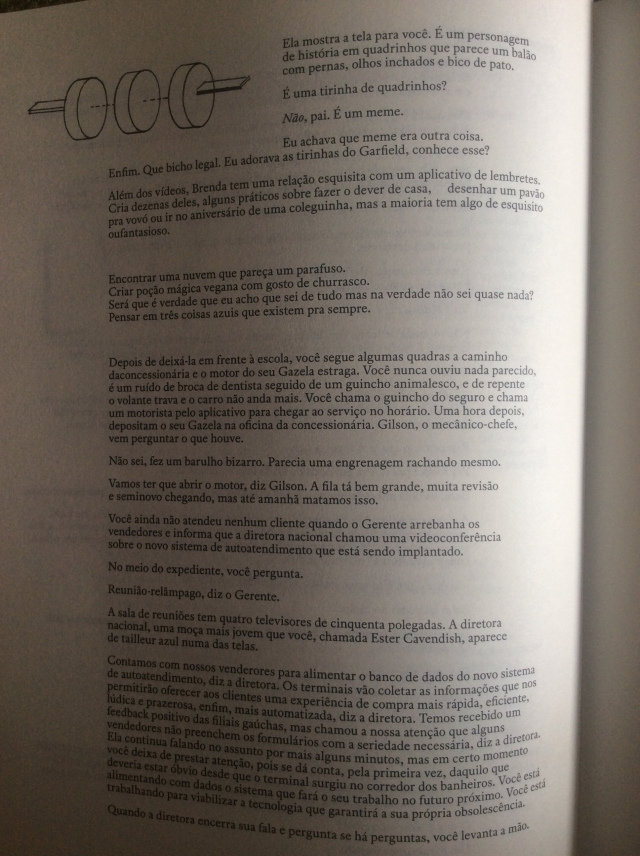 Ela mostra a tela para você. É um personagem
de história em quadrinhos que parece um balão
com pernas, olhos inchados e bico de pato.
É uma tirinha de quadrinhos?
Não, pai. É um meme.
Eu achava que meme era outra coisa.
Enfim. Que bicho legal. Eu adorava as tirinhas do Garfield, conhece esse?
Além dos vídeos, Brenda tem uma relação esquisita com um aplicativo de lembretes.
Cria dezenas deles, alguns práticos sobre fazer o dever de casa, desenhar um pavão
pra vovó ou ir no aniversário de uma coleguinha, mas a maioria tem algo de esquisito
oufantasioso.
Encontrar uma nuvem que pareça um parafuso.
Criar poção mágica vegana com gosto de churrasco.
Será que é verdade que eu acho que sei de tudo mas na verdade não sei quase nada?
Pensar em três coisas azuis que existem pra sempre.
Depois de deixá-la em frente à escola, você segue algumas quadras a caminho
daconcessionária e o motor do seu Gazela estraga. Você nunca ouviu nada parecido,
é um ruído de broca de dentista seguido de um guincho animalesco, e de repente
o volante trava e o carro não anda mais. Você chama o guincho do seguro e chama
um motorista pelo aplicativo para chegar ao serviço no horário. Uma hora depois,
depositam o seu Gazela na oficina da concessionária. Gilson, o mecânico-chefe,
vem perguntar o que houve.
Não sei, fez um barulho bizarro. Parecia uma engrenagem rachando mesmo.
Vamos ter que abrir o motor, diz Gilson. A fila tá bem grande, muita revisão
e seminovo chegando, mas até amanhã matamos isso.
Você ainda não atendeu nenhum cliente quando o Gerente arrebanha os
vendedores e informa que a diretora nacional chamou uma videoconferência
sobre o novo sistema de autoatendimento que está sendo implantado.
No meio do expediente, você pergunta.
Reunião-relâmpago, diz o Gerente.
A sala de reuniões tem quatro televisores de cinquenta polegadas. A diretora
nacional, uma moça mais jovem que você, chamada Ester Cavendish, aparece
de tailleur azul numa das telas.
Contamos com nossos venderores para alimentar o banco de dados do novo sistema
de autoatendimento, diz a diretora. Os terminais vão coletar as informações que nos
permitirão oferecer aos clientes uma experiência de compra mais rápida, eficiente,
lúdica e prazerosa, enfim, mais automatizada, diz a diretora. Temos recebido um
feedback positivo das filiais gaúchas, mas chamou a nossa atenção que alguns
vendedores não preenchem os formulários com a seriedade necessária, diz a diretora.
Ela continua falando no assunto por mais alguns minutos, mas em certo momento
você deixa de prestar atenção, pois se dá conta, pela primeira vez, daquilo que
deveria estar óbvio desde que o terminal surgiu no corredor dos banheiros. Você está
alimentando com dados o sistema que fará o seu trabalho no futuro próximo. Você está
trabalhando para viabilizar a tecnologia que garantirá a sua própria obsolescência.
Quando a diretora encerra sua fala e pergunta se há perguntas, você levanta a mão.